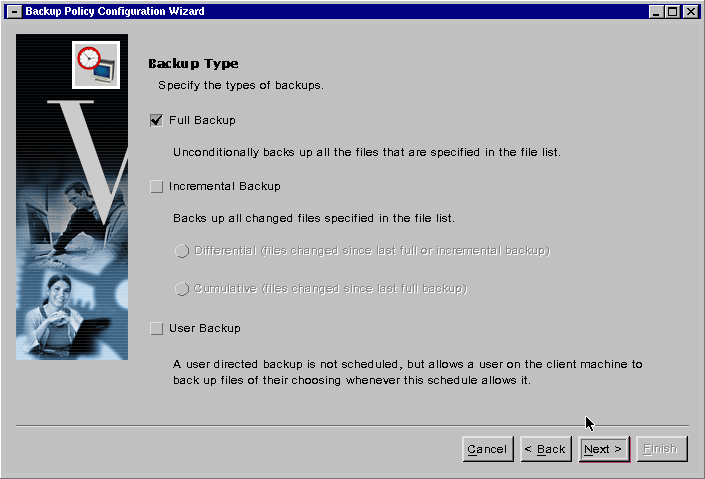 Backup Policy Configuration Wizard
Backup Type
Specify the types of backups.
Full Backup
Unconditionally backs up all the files that are specified in the file list.
Incremental Backup
Backs up all changed files specified in the file list.
Differential (files changed since last full or incremental backup)
Cumulative (files changed since last full backup)
User Backup
A user directed backup is not scheduled, but allows a user on the client machine to
back up files of their choosing whenever this schedule allows it.
Cancel < Back Next > Finish